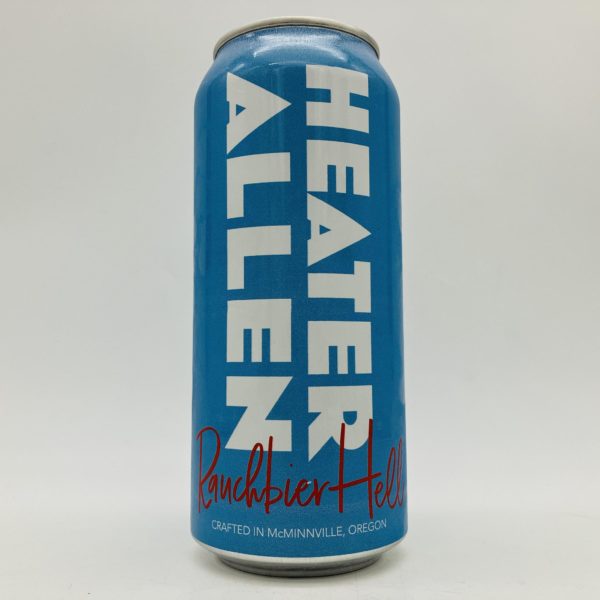 HEATER
ALLEN
Rauchbier Hell
CRAFTED IN McMINNVILLE, OREGON